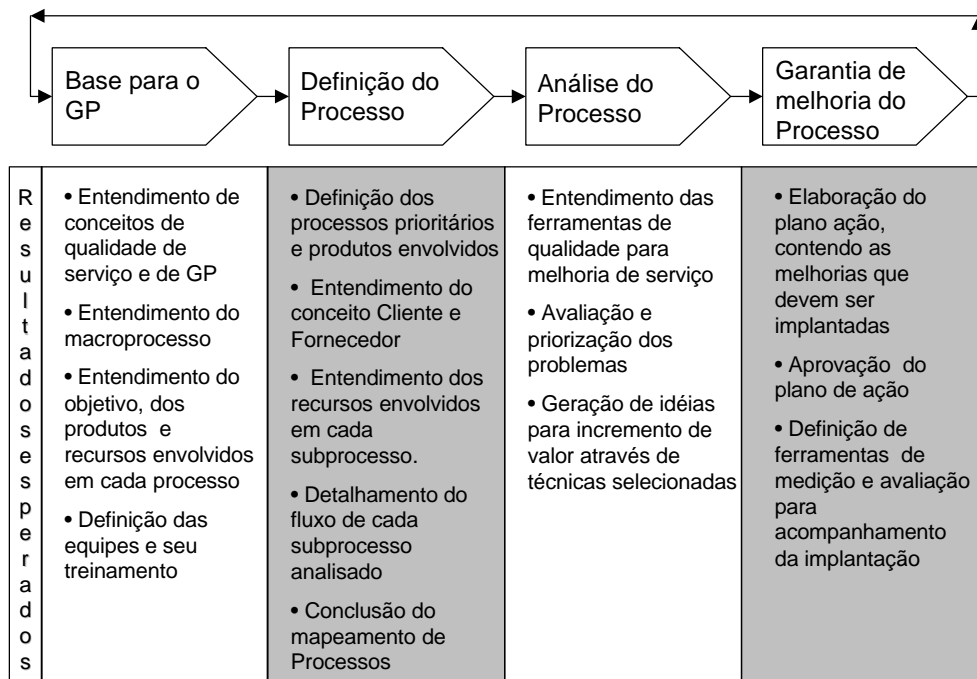 Base para o
GP
Definição do
Processo
Análise do
Processo
Garantia de
melhoria do
Processo
Resultados esperados
• Entendimento de
conceitos de
qualidade de
serviço e de GP
• Entendimento do
macroprocesso
• Entendimento do
objetivo, dos
produtos e
recursos envolvidos
em cada processo
• Definição das
equipes e seu
treinamento
• Definição dos
processos prioritários
e produtos envolvidos
• Entendimento do
conceito Cliente e
Fornecedor
• Entendimento dos
recursos envolvidos
em cada
subprocesso.
• Detalhamento do
fluxo de cada
subprocesso
analisado
• Conclusão do
mapeamento de
Processos
• Entendimento das
ferramentas de
qualidade para
melhoria de serviço
• Avaliação e
priorização dos
problemas
• Geração de idéias
para incremento de
valor através de
técnicas selecionadas
• Elaboração do
plano ação,
contendo as
melhorias que
devem ser
implantadas
• Aprovação do
plano de ação
• Definição de
ferramentas de
medição e avaliação
para
acompanhamento
da implantação